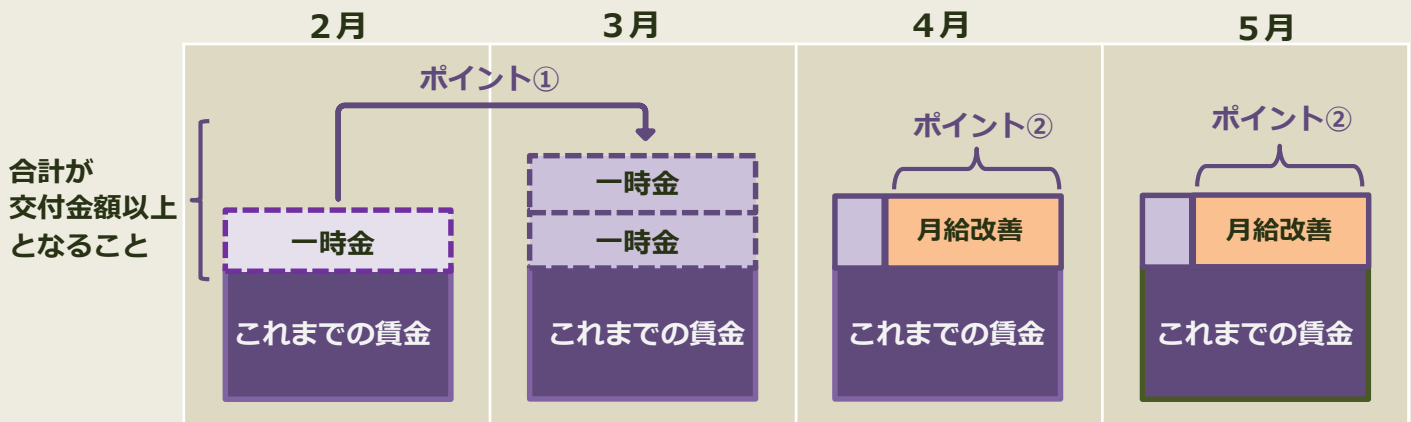 ２月
３月
４月
５月
ポイント①
ポイント②
ポイント②
合計が
交付金額以上
となること
一時金
一時金
一時金
月給改善
月給改善
これまでの賃金
これまでの賃金
これまでの賃金
これまでの賃金